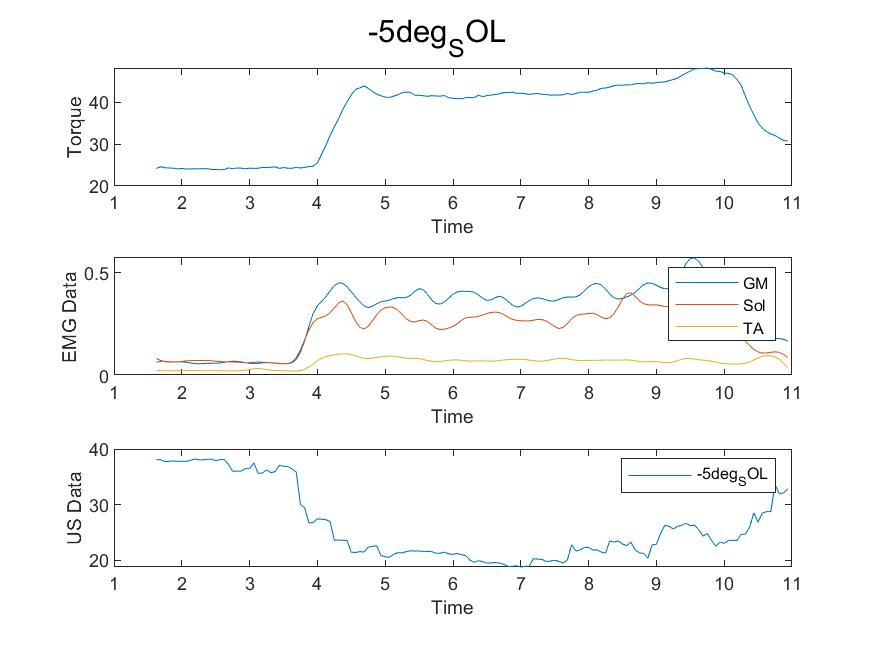 -5deg_SOL
40
30
20
Torque
1 2 3 4 5 6 7 8 9 10 11
Time
0.5
0
EMG Data
GM
Sol
TA
1 2 3 4 5 6 7 8 9 10 11
Time
40
30
20
US Data
-5deg_SOL
1 2 3 4 5 6 7 8 9 10 11
Time